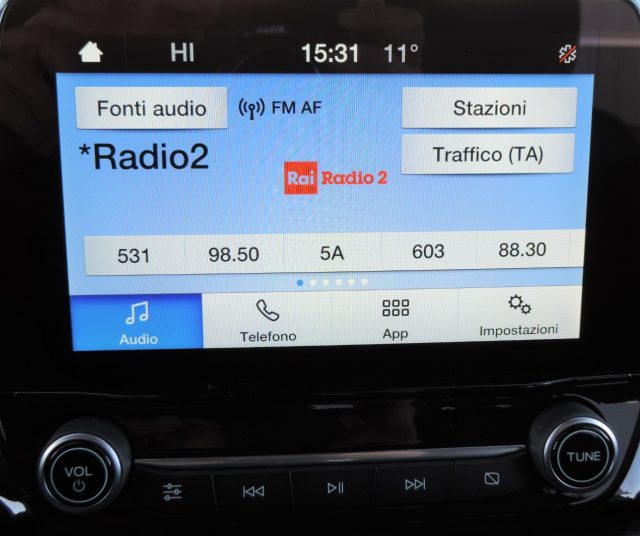 HI 15:31 11°
Fonti audio FM AF Stazioni
*Radio2 Traffico (TA)
Rai Radio 2
531 98.50 5A 603 88.30
Audio Telefono App Impostazioni
VOL TUNE